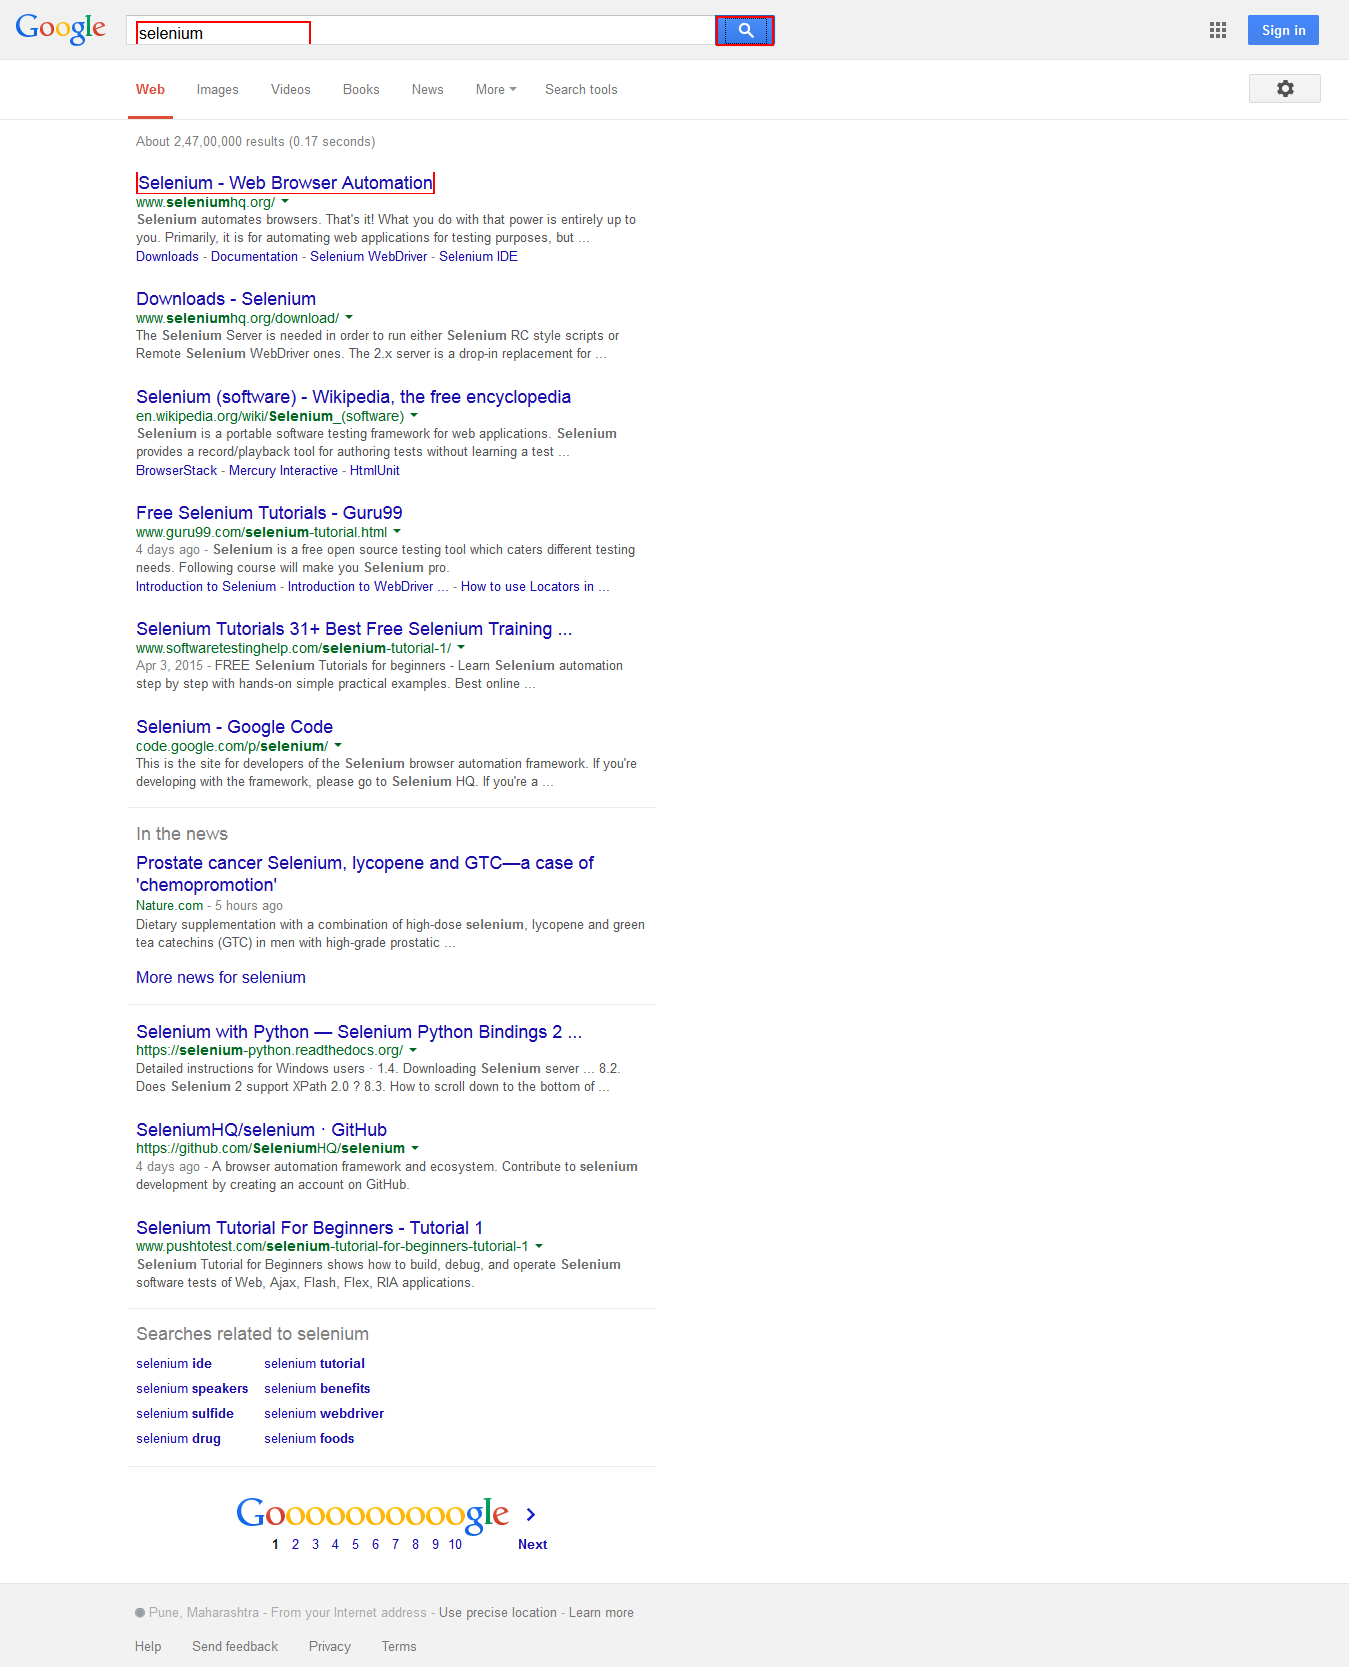 Google selenium Sign in
Web Images Videos Books News More Search tools
About 2,47,00,000 results (0.17 seconds)
Selenium - Web Browser Automation
www.seleniumhq.org/
Selenium automates browsers. That's it! What you do with that power is entirely up to
you. Primarily, it is for automating web applications for testing purposes, but ...
Downloads - Documentation - Selenium WebDriver - Selenium IDE
Downloads - Selenium
www.seleniumhq.org/download/
The Selenium Server is needed in order to run either Selenium RC style scripts or
Remote Selenium WebDriver ones. The 2.x server is a drop-in replacement for ...
Selenium (software) - Wikipedia, the free encyclopedia
en.wikipedia.org/wiki/Selenium_(software)
Selenium is a portable software testing framework for web applications. Selenium
provides a record/playback tool for authoring tests without learning a test ...
BrowserStack - Mercury Interactive - HtmlUnit
Free Selenium Tutorials - Guru99
www.guru99.com/selenium-tutorial.html
4 days ago - Selenium is a free open source testing tool which caters different testing
needs. Following course will make you Selenium pro.
Introduction to Selenium - Introduction to WebDriver ... - How to use Locators in ...
Selenium Tutorials 31+ Best Free Selenium Training ...
www.softwaretestinghelp.com/selenium-tutorial-1/
Apr 3, 2015 - FREE Selenium Tutorials for beginners - Learn Selenium automation
step by step with hands-on simple practical examples. Best online ...
Selenium - Google Code
code.google.com/p/selenium/
This is the site for developers of the Selenium browser automation framework. If you're
developing with the framework, please go to Selenium HQ. If you're a ...
In the news
Prostate cancer Selenium, lycopene and GTC—a case of
'chemopromotion'
Nature.com - 5 hours ago
Dietary supplementation with a combination of high-dose selenium, lycopene and green
tea catechins (GTC) in men with high-grade prostatic ...
More news for selenium
Selenium with Python — Selenium Python Bindings 2 ...
https://selenium-python.readthedocs.org/
Detailed instructions for Windows users · 1.4. Downloading Selenium server ... 8.2.
Does Selenium 2 support XPath 2.0 ? 8.3. How to scroll down to the bottom of ...
SeleniumHQ/selenium · GitHub
https://github.com/SeleniumHQ/selenium
4 days ago - A browser automation framework and ecosystem. Contribute to selenium
development by creating an account on GitHub.
Selenium Tutorial For Beginners - Tutorial 1
www.pushtotest.com/selenium-tutorial-for-beginners-tutorial-1
Selenium Tutorial for Beginners shows how to build, debug, and operate Selenium
software tests of Web, Ajax, Flash, Flex, RIA applications.
Searches related to selenium
selenium ide selenium tutorial
selenium speakers selenium benefits
selenium sulfide selenium webdriver
selenium drug selenium foods
Goooooooooogle
1 2 3 4 5 6 7 8 9 10 Next
Pune, Maharashtra - From your Internet address - Use precise location - Learn more
Help Send feedback Privacy Terms